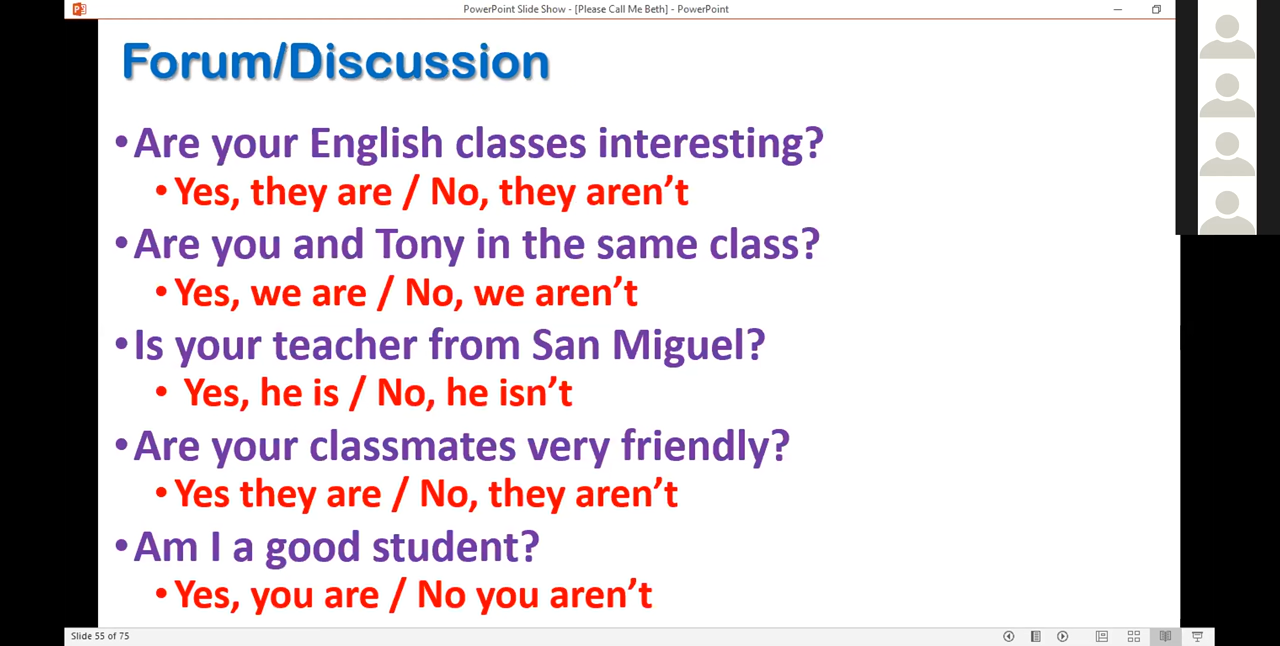 PowerPoint Slide Show - [Please Call Me Beth] - PowerPoint
Forum/Discussion
•Are your English classes interesting?
•Yes, they are / No, they aren’t
•Are you and Tony in the same class?
•Yes, we are / No, we aren’t
•Is your teacher from San Miguel?
• Yes, he is / No, he isn’t
•Are your classmates very friendly?
•Yes they are / No, they aren’t
•Am I a good student?
•Yes, you are / No you aren’t
Slide 55 of 75